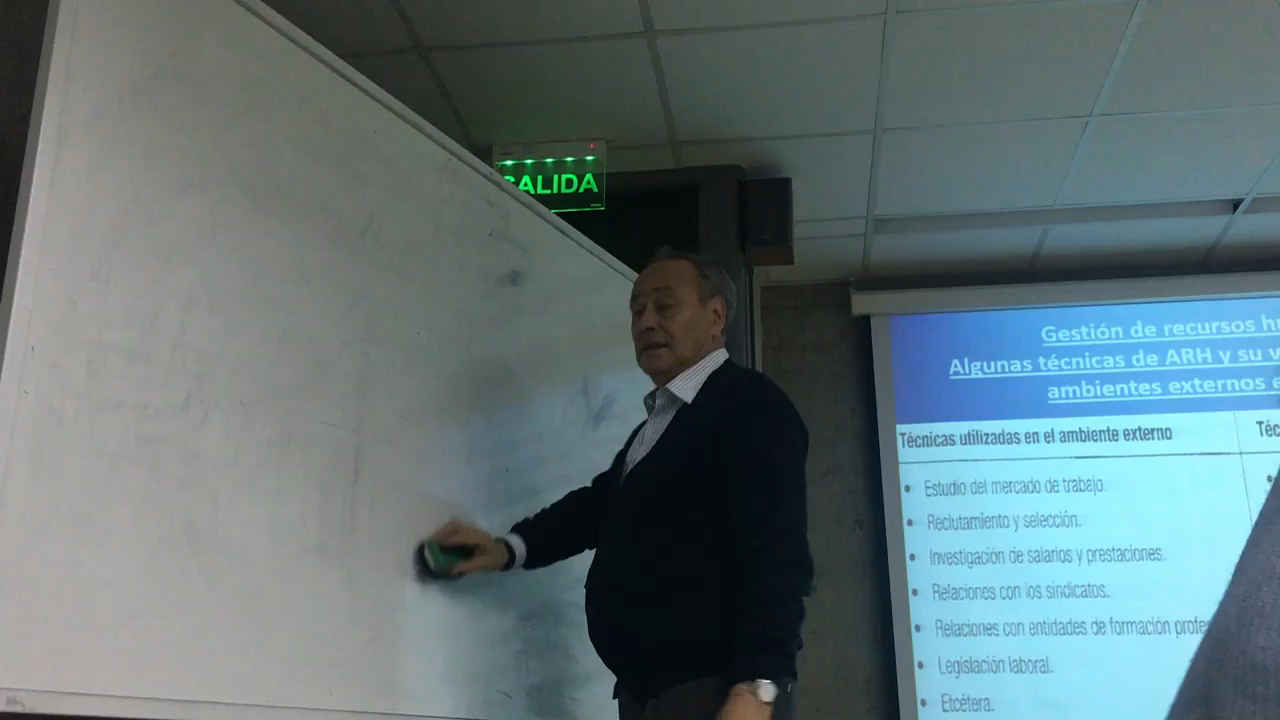 SALIDA
Gestión de recursos h
Algunas técnicas de ARH y su v
ambientes externos e
Técnicas utilizadas en el ambiente externo
Téc
• Estudio del mercado de trabajo.
• Reclutamiento y selección.
• Investigación de salarios y prestaciones.
• Relaciones con los sindicatos.
• Relaciones con entidades de formación profe
• Legislación laboral.
• Etcétera.